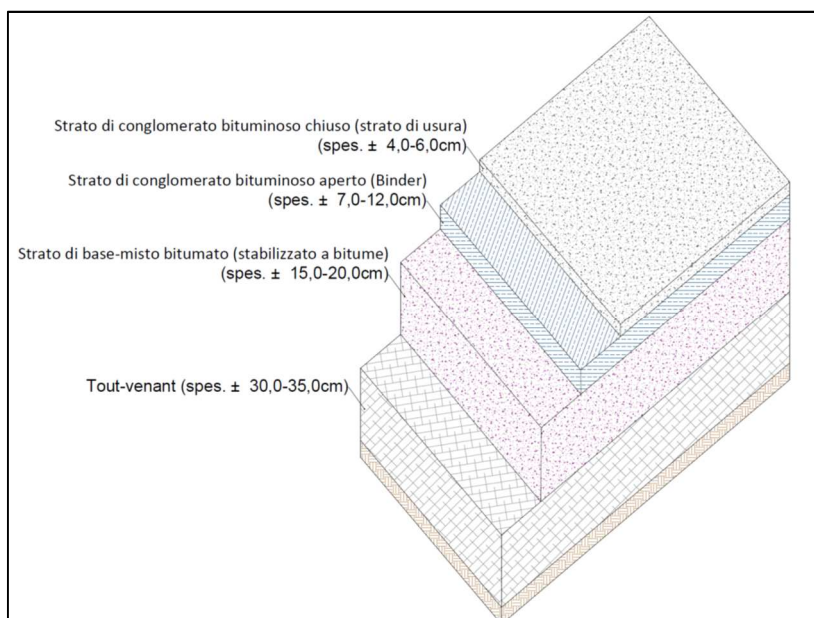 Strato di conglomerato bituminoso chiuso (strato di usura)
(spes. ± 4,0-6,0cm)
Strato di conglomerato bituminoso aperto (Binder)
(spes. ± 7,0-12,0cm)
Strato di base-misto bitumato (stabilizzato a bitume)
(spes. ± 15,0-20,0cm)
Tout-venant (spes. ± 30,0-35,0cm)